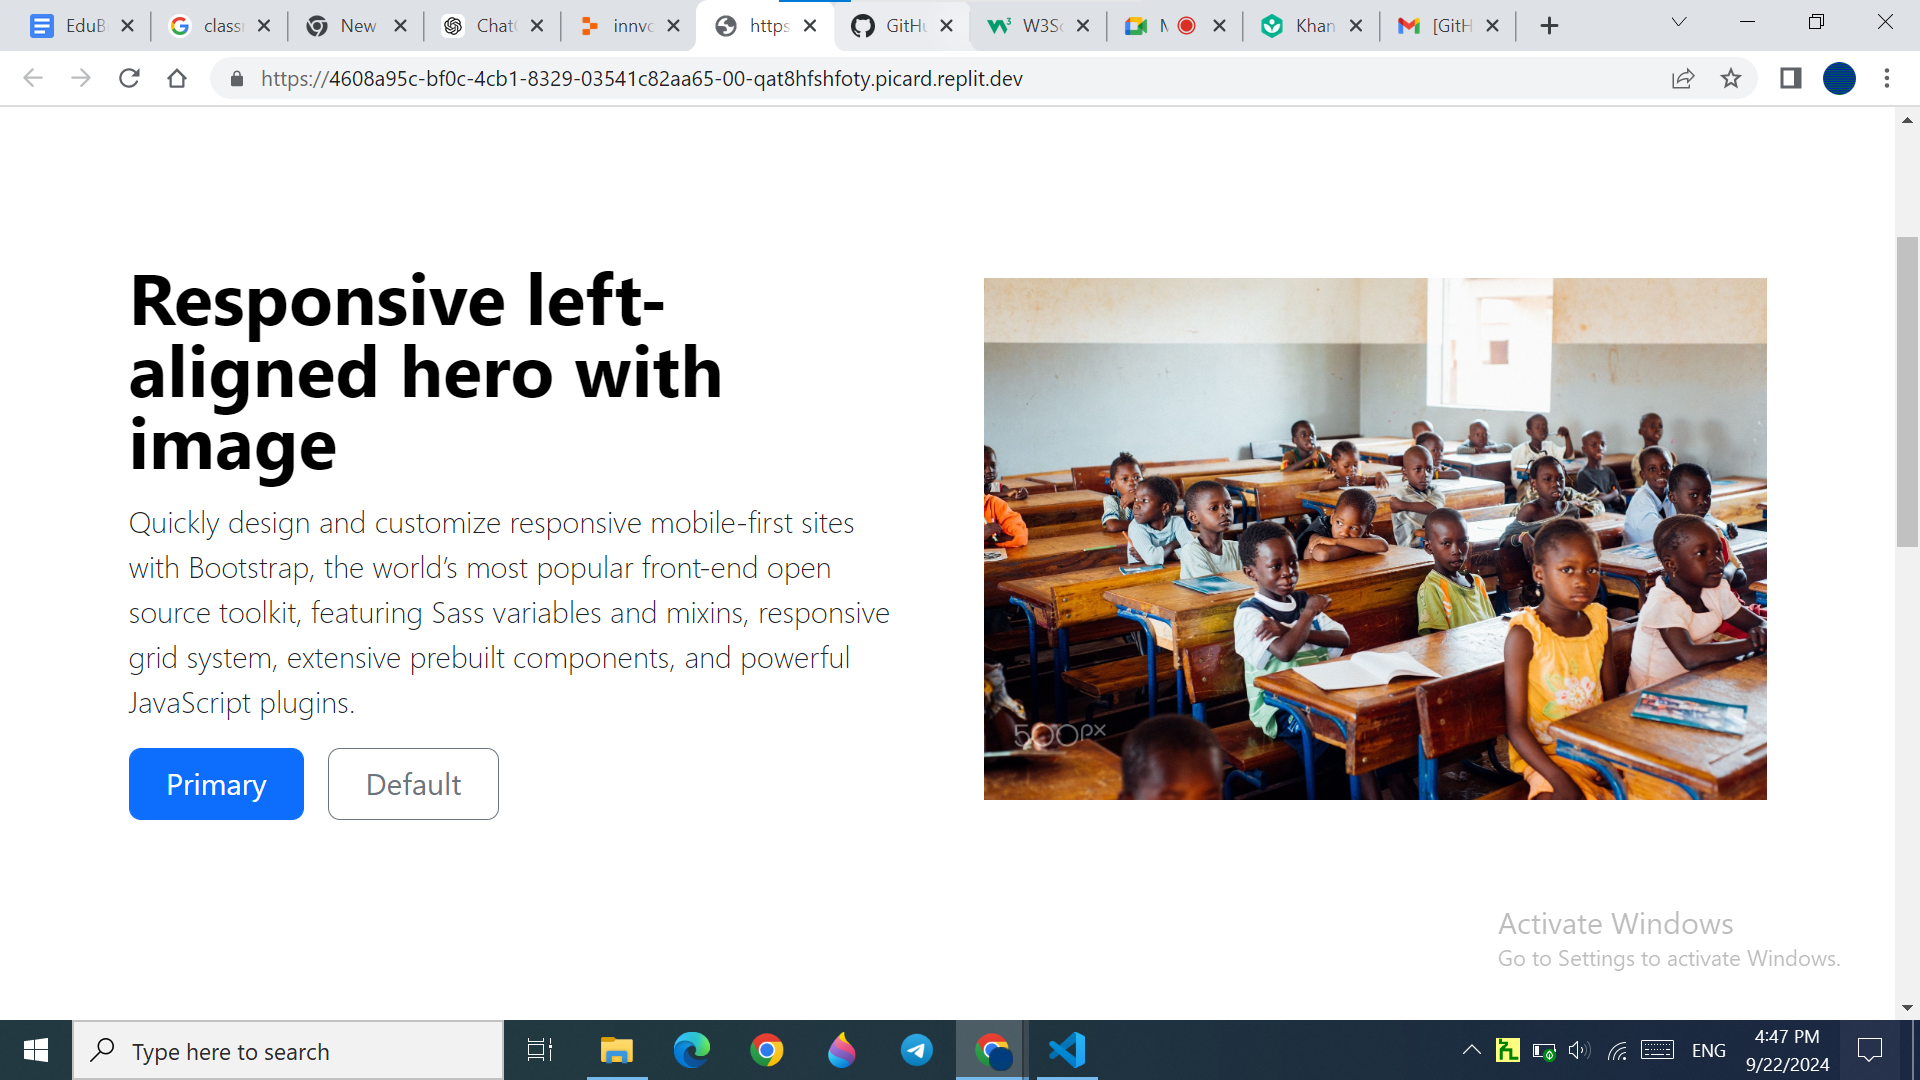 EduB
classr
New
Chat
innvc
https
GitHu
W3Sc
M
Khan
[GitH
https://4608a95c-bf0c-4cb1-8329-03541c82aa65-00-qat8hfshfoty.picard.replit.dev
Responsive left-
aligned hero with
image
Quickly design and customize responsive mobile-first sites
with Bootstrap, the world’s most popular front-end open
source toolkit, featuring Sass variables and mixins, responsive
grid system, extensive prebuilt components, and powerful
JavaScript plugins.
Primary
Default
500px
Activate Windows
Go to Settings to activate Windows.
Type here to search
ENG
4:47 PM
9/22/2024